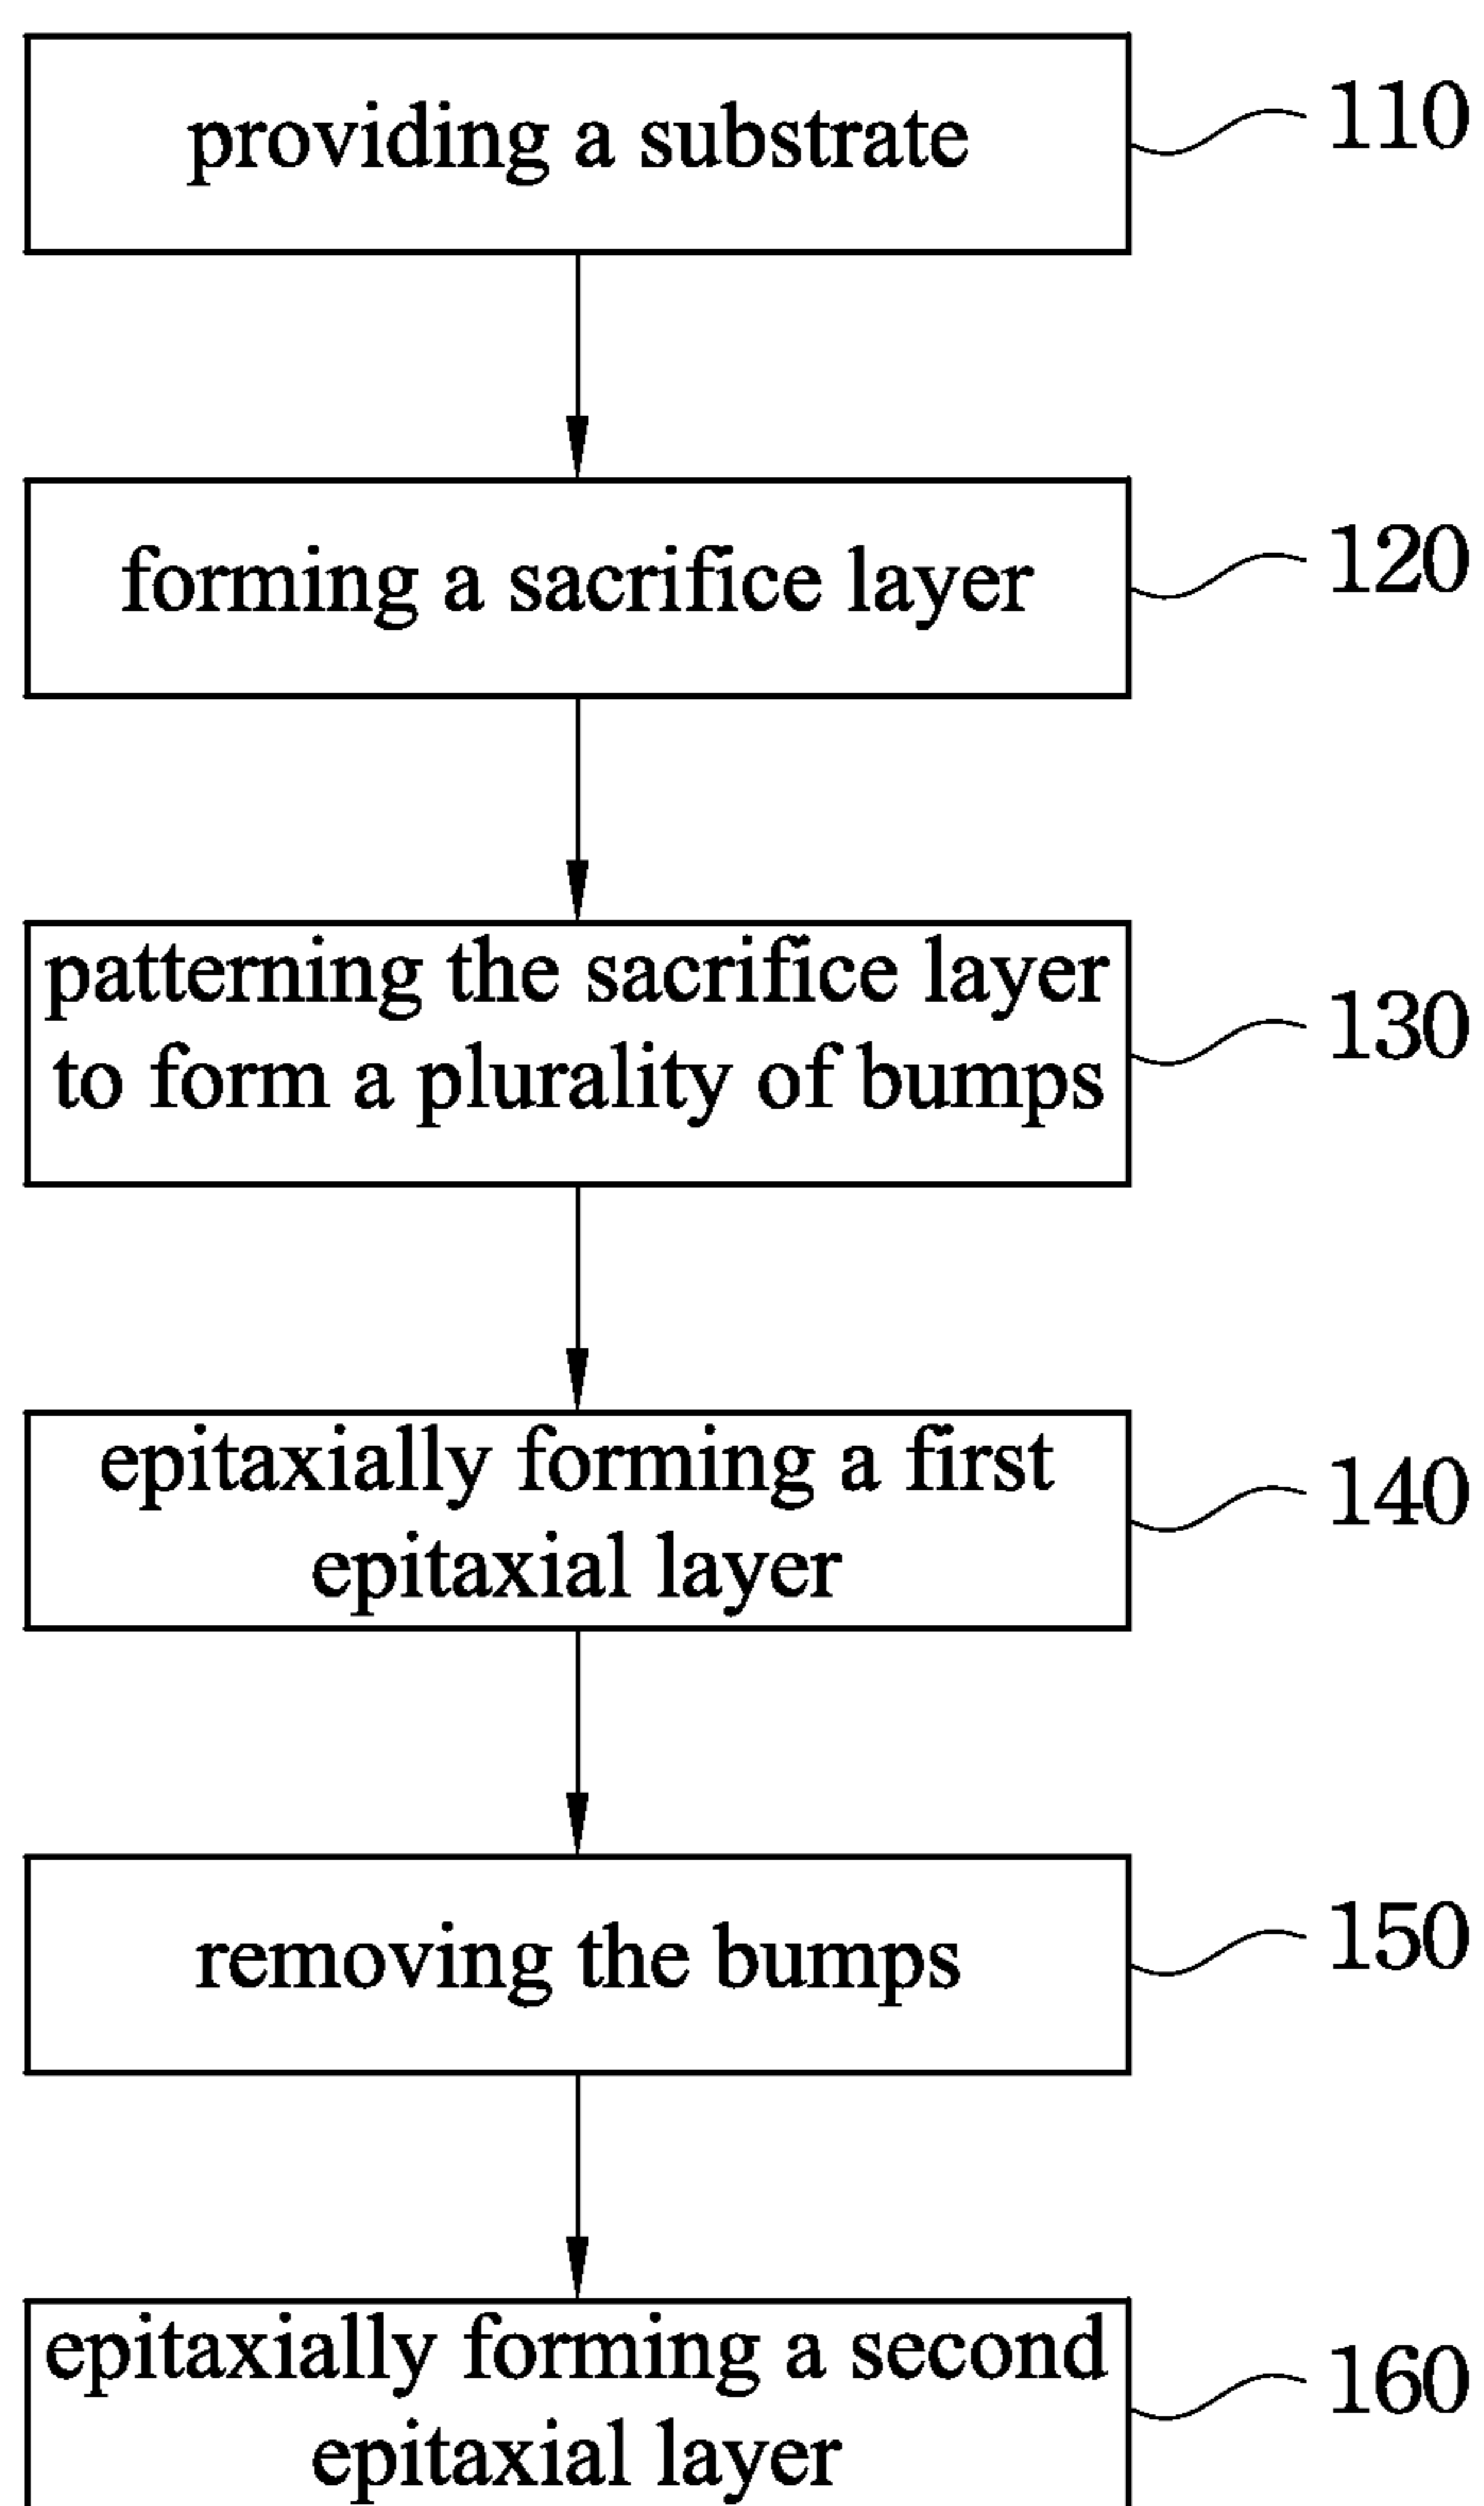 providing a substrate
110
forming a sacrifice layer
120
patterning the sacrifice layer
to form a plurality of bumps
130
epitaxially forming a first
epitaxial layer
140
removing the bumps
150
epitaxially forming a second
epitaxial layer
160